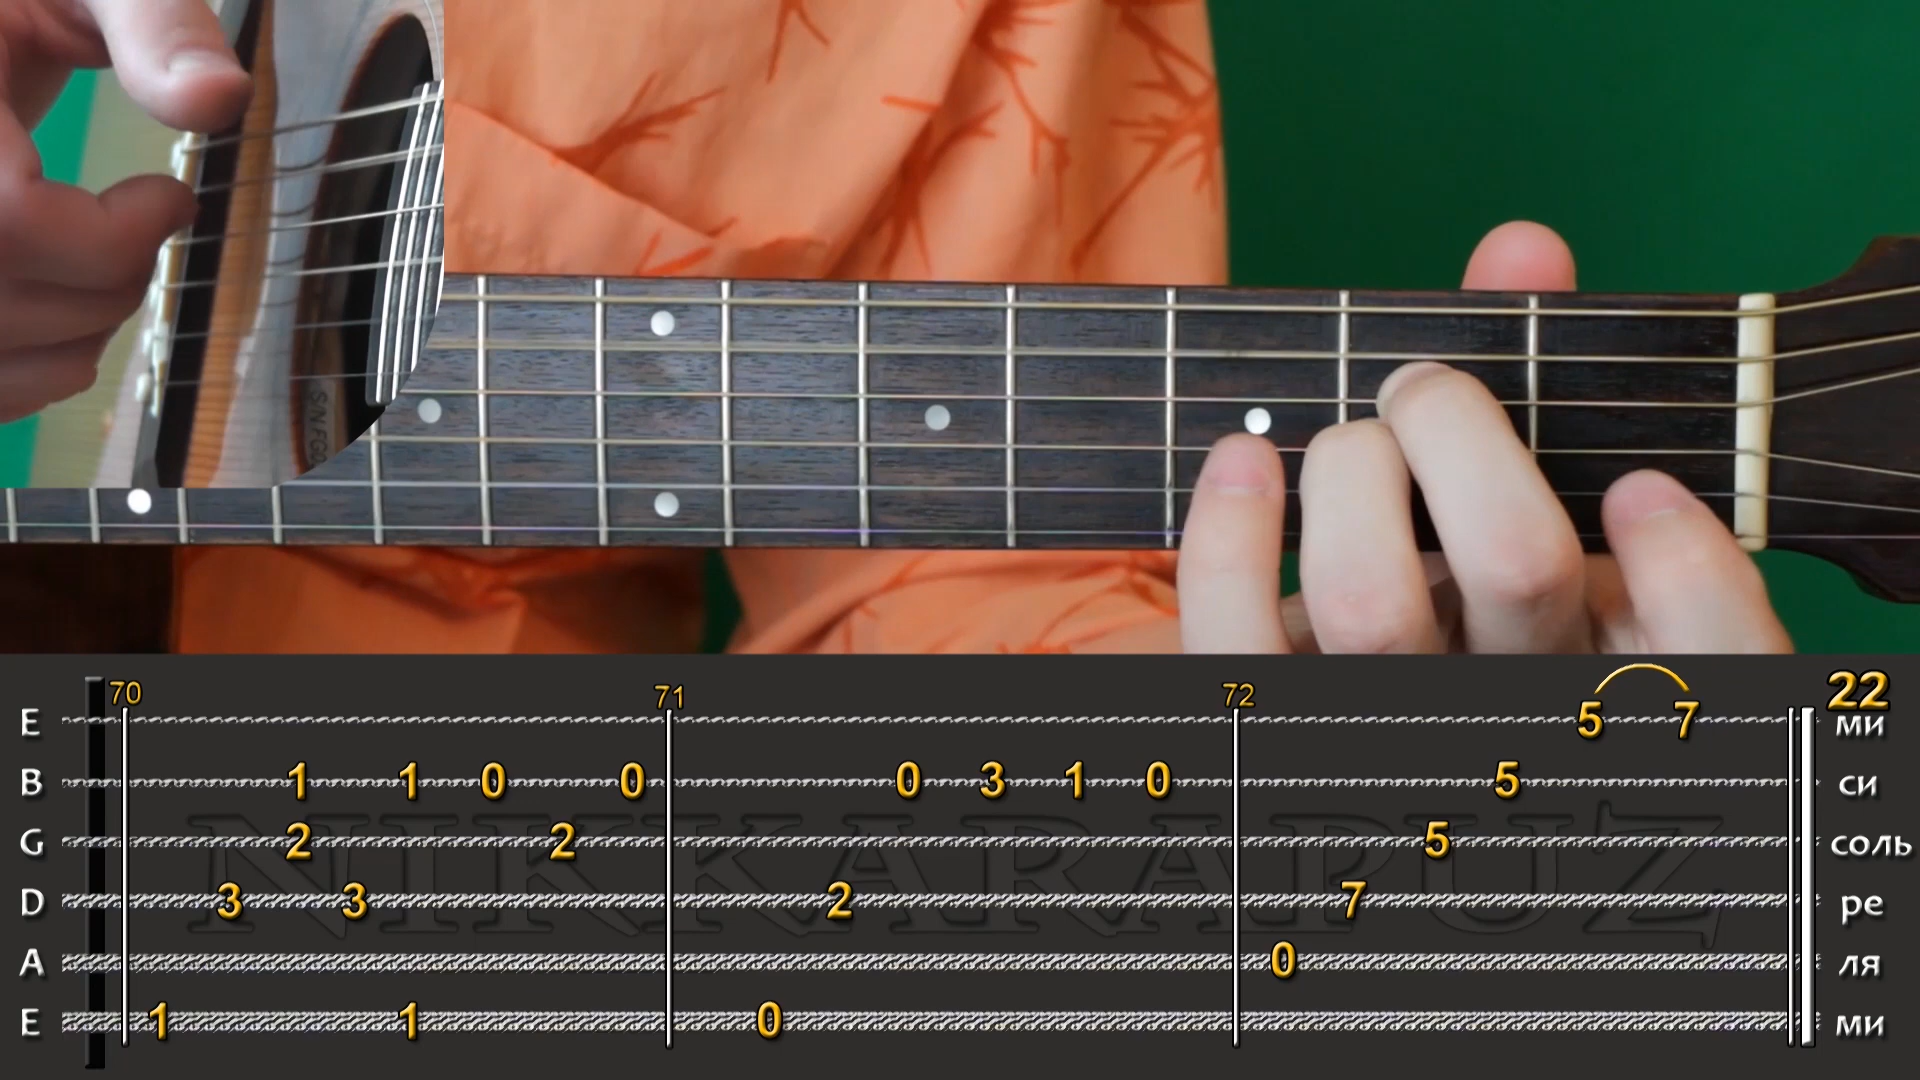 S/N FG0
70 71 72 22
E 5 7 ми
B 1 1 0 0 0 3 1 0 5 си
G 2 2 5 соль
D 3 3 2 7 ре
A 0 ля
E 1 1 0 ми
NIKKARAPUZ